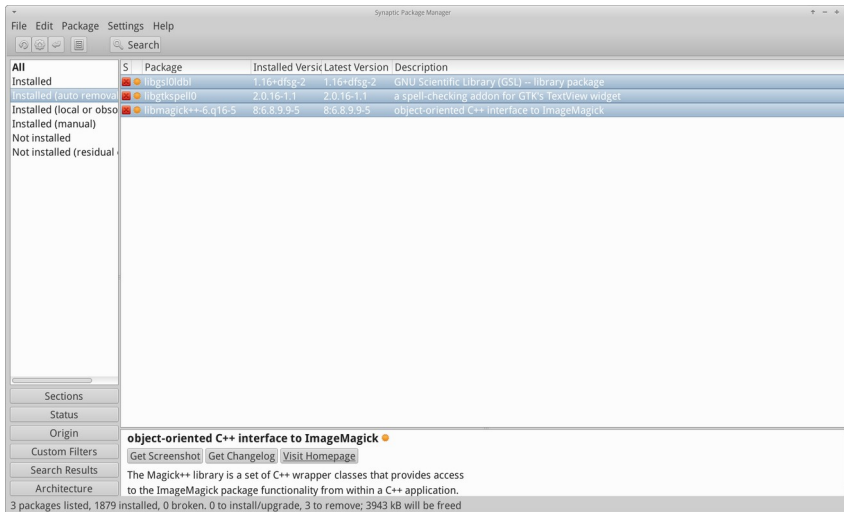 Synaptic Package Manager
File Edit Package Settings Help
Search
All
Installed
Installed (auto remova
Installed (local or obso
Installed (manual)
Not installed
Not installed (residual
S Package Installed Versic Latest Version Description
libgsl0ldbl 1.16+dfsg-2 1.16+dfsg-2 GNU Scientific Library (GSL) -- library package
libgtkspell0 2.0.16-1.1 2.0.16-1.1 a spell-checking addon for GTK's TextView widget
libmagick++-6.q16-5 8:6.8.9.9-5 8:6.8.9.9-5 object-oriented C++ interface to ImageMagick
Sections
Status
Origin
Custom Filters
Search Results
Architecture
object-oriented C++ interface to ImageMagick
Get Screenshot Get Changelog Visit Homepage
The Magick++ library is a set of C++ wrapper classes that provides access
to the ImageMagick package functionality from within a C++ application.
3 packages listed, 1879 installed, 0 broken. 0 to install/upgrade, 3 to remove; 3943 kB will be freed